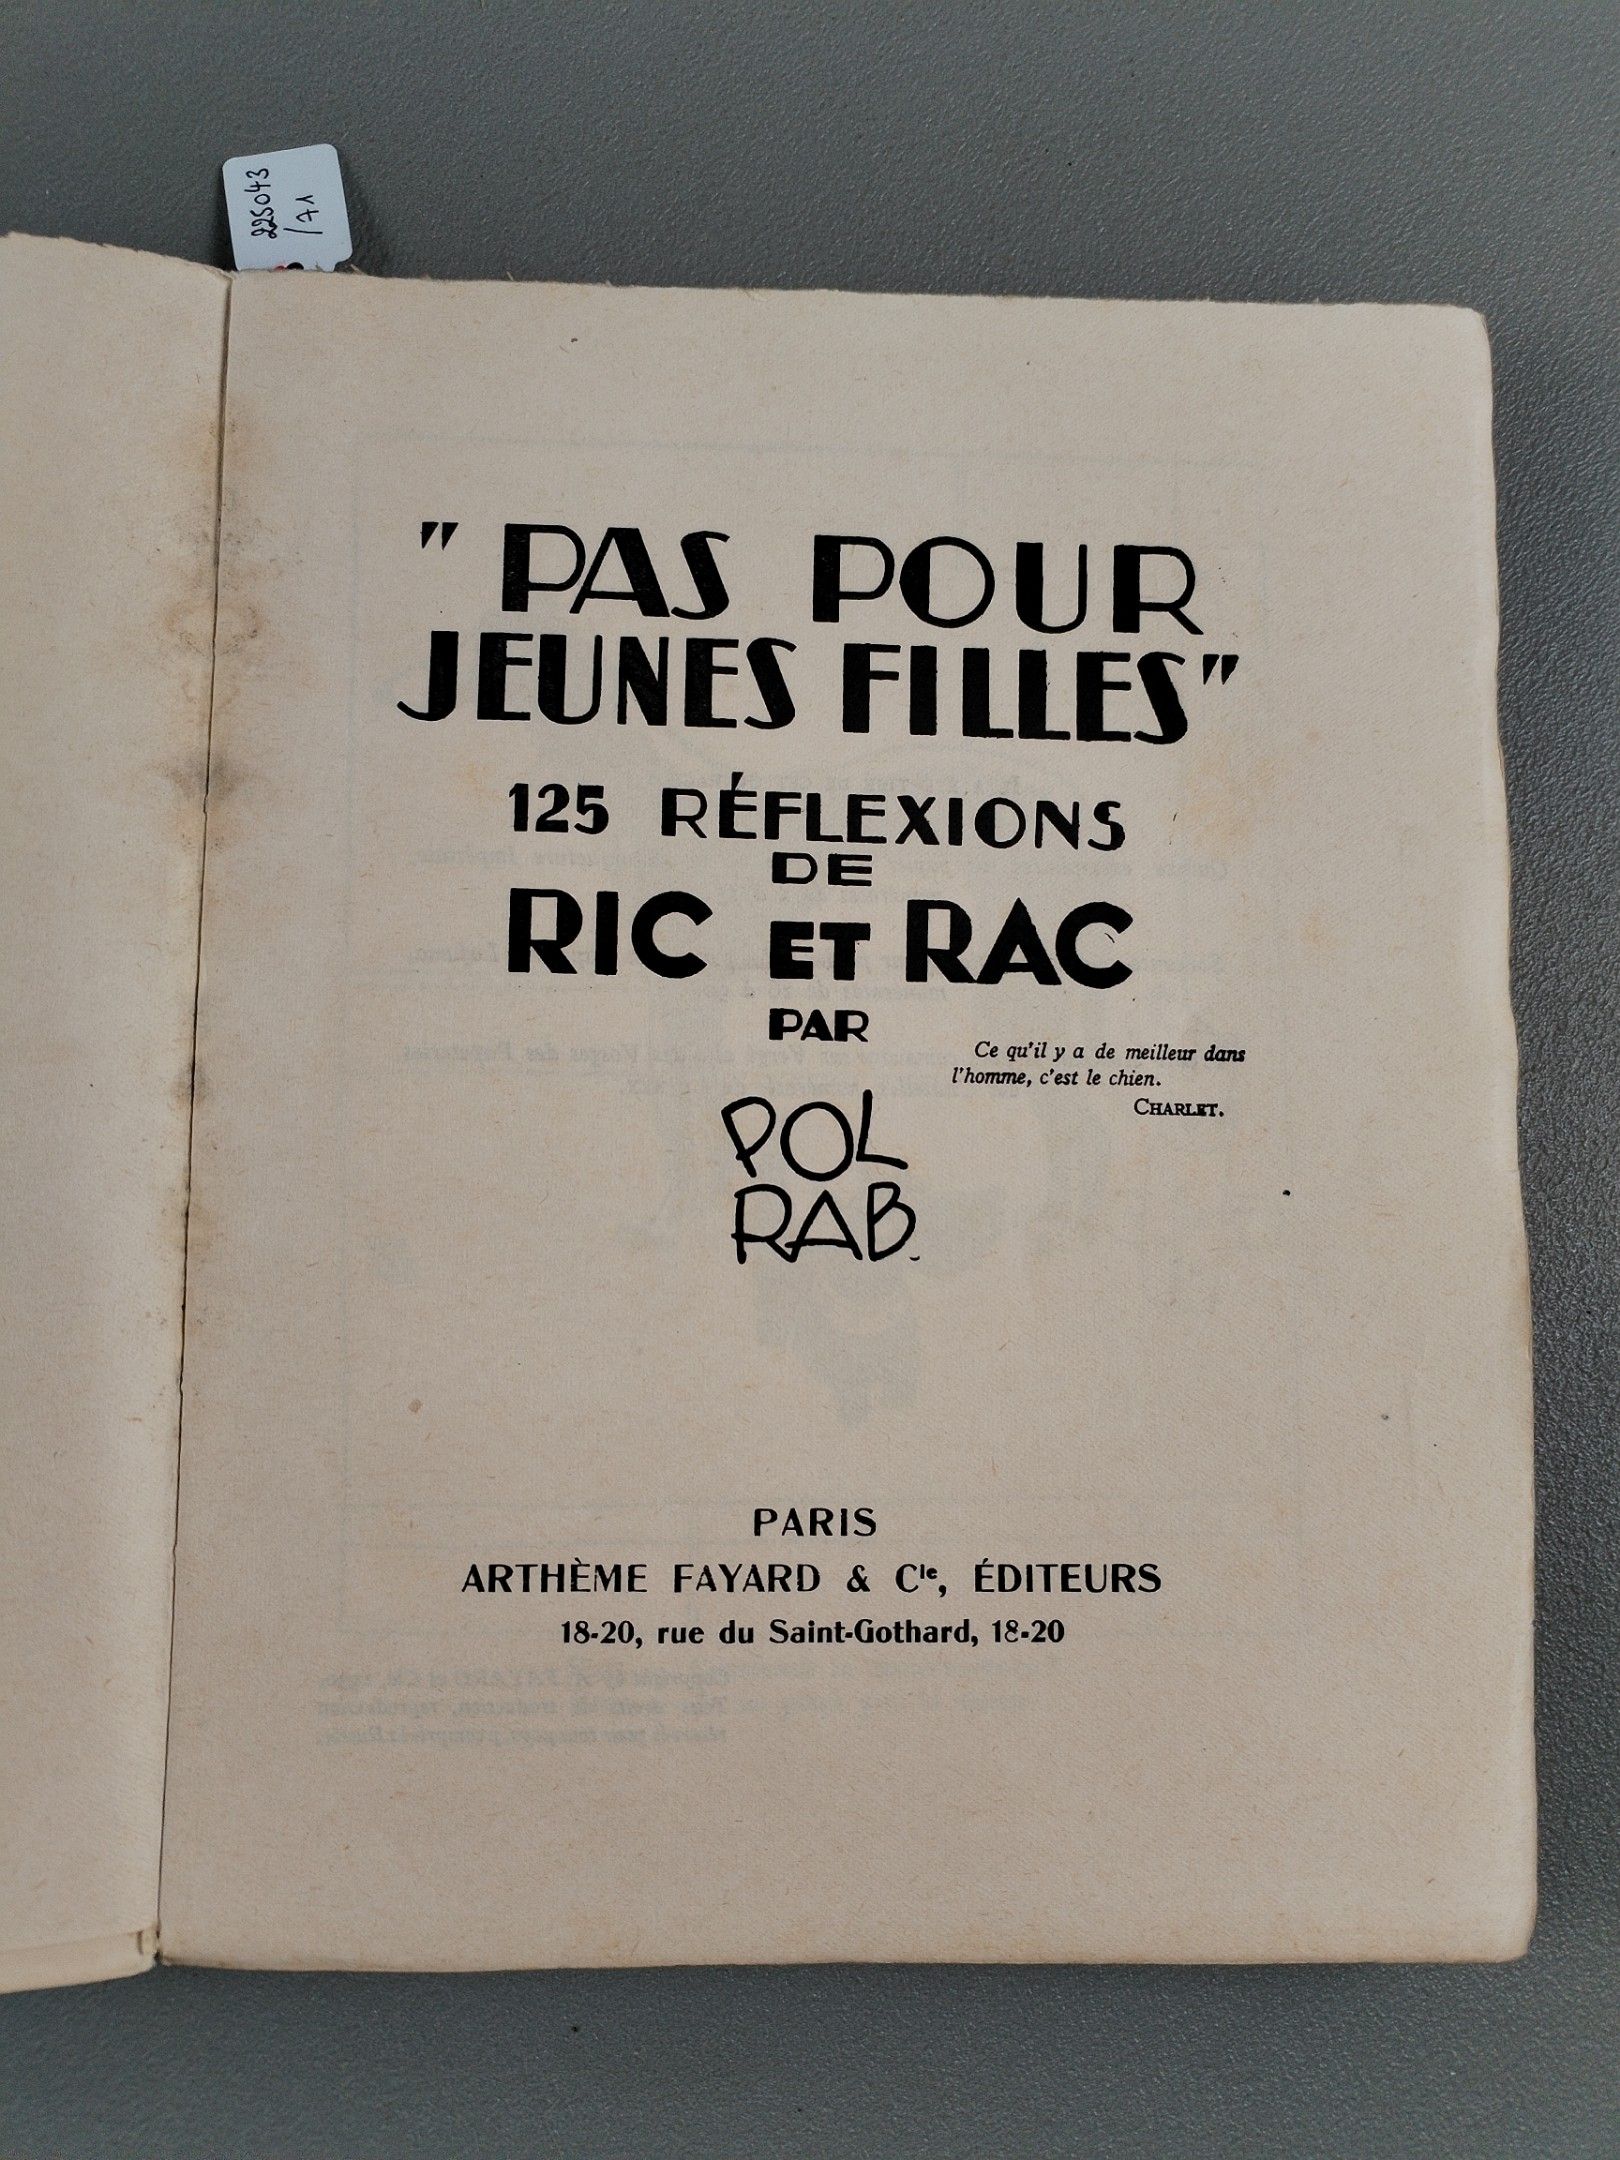 225043
/71
"PAS POUR
JEUNES FILLES"
125 RÉFLEXIONS
DE
RIC ET RAC
PAR
Ce qu'il y a de meilleur dans
l'homme, c'est le chien.
CHARLET.
POL
RAB.
PARIS
ARTHÈME FAYARD & Cie, ÉDITEURS
18-20, rue du Saint-Gothard, 18-20